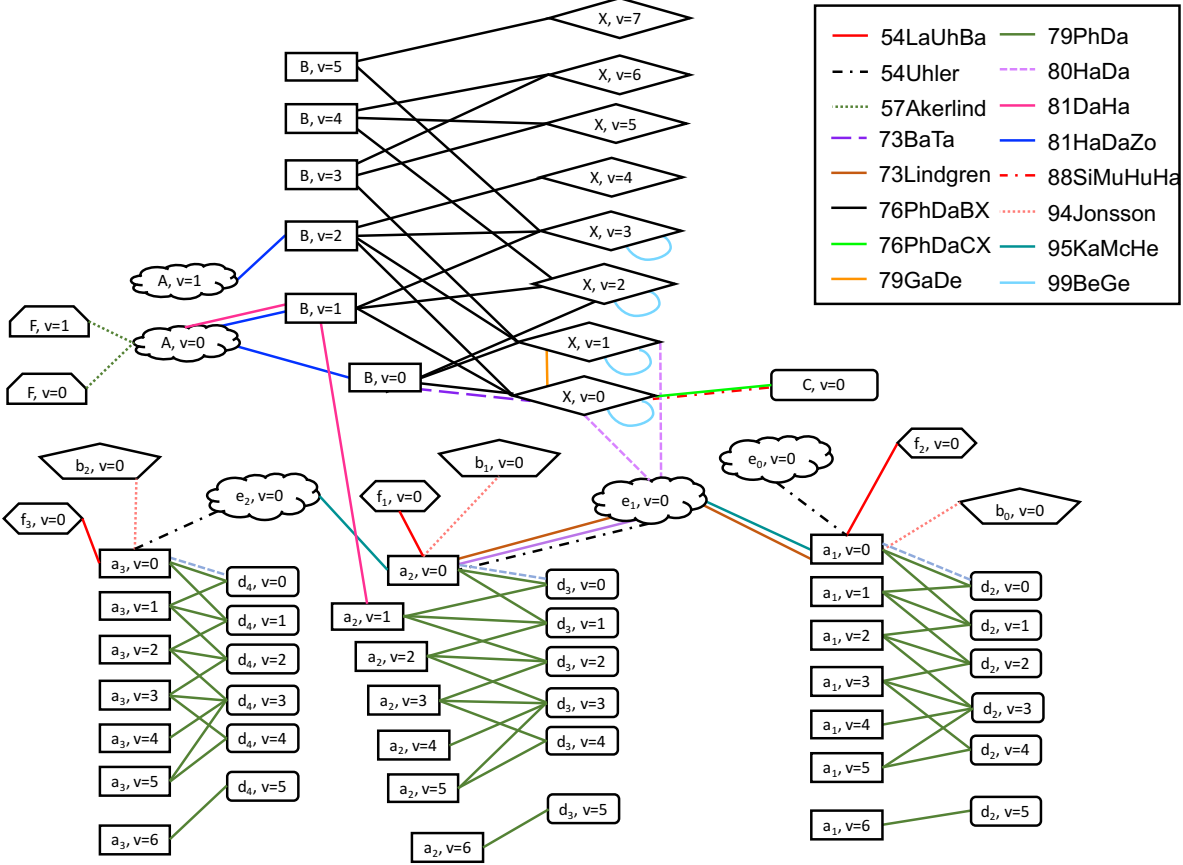 X, v=7
B, v=5
X, v=6
B, v=4
X, v=5
B, v=3
X, v=4
B, v=2
X, v=3
A, v=1
X, v=2
B, v=1
F, v=1
A, v=0
X, v=1
B, v=0
F, v=0
X, v=0
C, v=0
54LaUhBa
54Uhler
57Akerlind
73BaTa
73Lindgren
76PhDaBX
76PhDaCX
79GaDe
79PhDa
80HaDa
81DaHa
81HaDaZo
88SiMuHuHa
94Jonsson
95KaMcHe
99BeGe
b₂, v=0
e₂, v=0
f₃, v=0
a₃, v=0
a₃, v=1
a₃, v=2
a₃, v=3
a₃, v=4
a₃, v=5
a₃, v=6
d₄, v=0
d₄, v=1
d₄, v=2
d₄, v=3
d₄, v=4
d₄, v=5
b₁, v=0
f₁, v=0
e₁, v=0
a₂, v=0
a₂, v=1
a₂, v=2
a₂, v=3
a₂, v=4
a₂, v=5
a₂, v=6
d₃, v=0
d₃, v=1
d₃, v=2
d₃, v=3
d₃, v=4
d₃, v=5
e₀, v=0
f₂, v=0
b₀, v=0
a₁, v=0
a₁, v=1
a₁, v=2
a₁, v=3
a₁, v=4
a₁, v=5
a₁, v=6
d₂, v=0
d₂, v=1
d₂, v=2
d₂, v=3
d₂, v=4
d₂, v=5